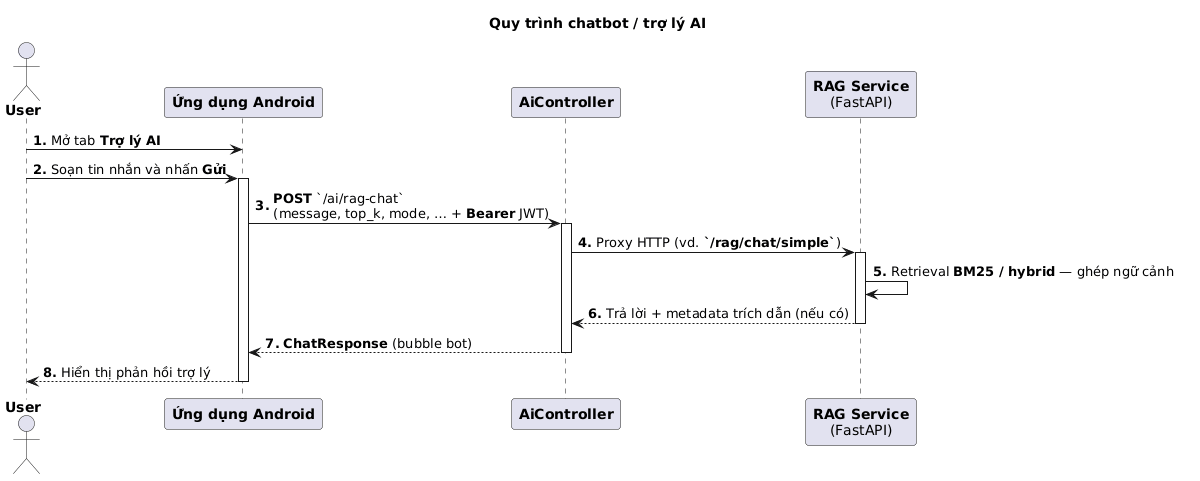 Quy trình chatbot / trợ lý AI
User
Ứng dụng Android
AiController
RAG Service
(FastAPI)
1. Mở tab Trợ lý AI
2. Soạn tin nhắn và nhấn Gửi
3. POST `/ai/rag-chat`
(message, top_k, mode, ... + Bearer JWT)
4. Proxy HTTP (vd. `/rag/chat/simple`)
5. Retrieval BM25 / hybrid — ghép ngữ cảnh
6. Trả lời + metadata trích dẫn (nếu có)
7. ChatResponse (bubble bot)
8. Hiển thị phản hồi trợ lý
User
Ứng dụng Android
AiController
RAG Service
(FastAPI)